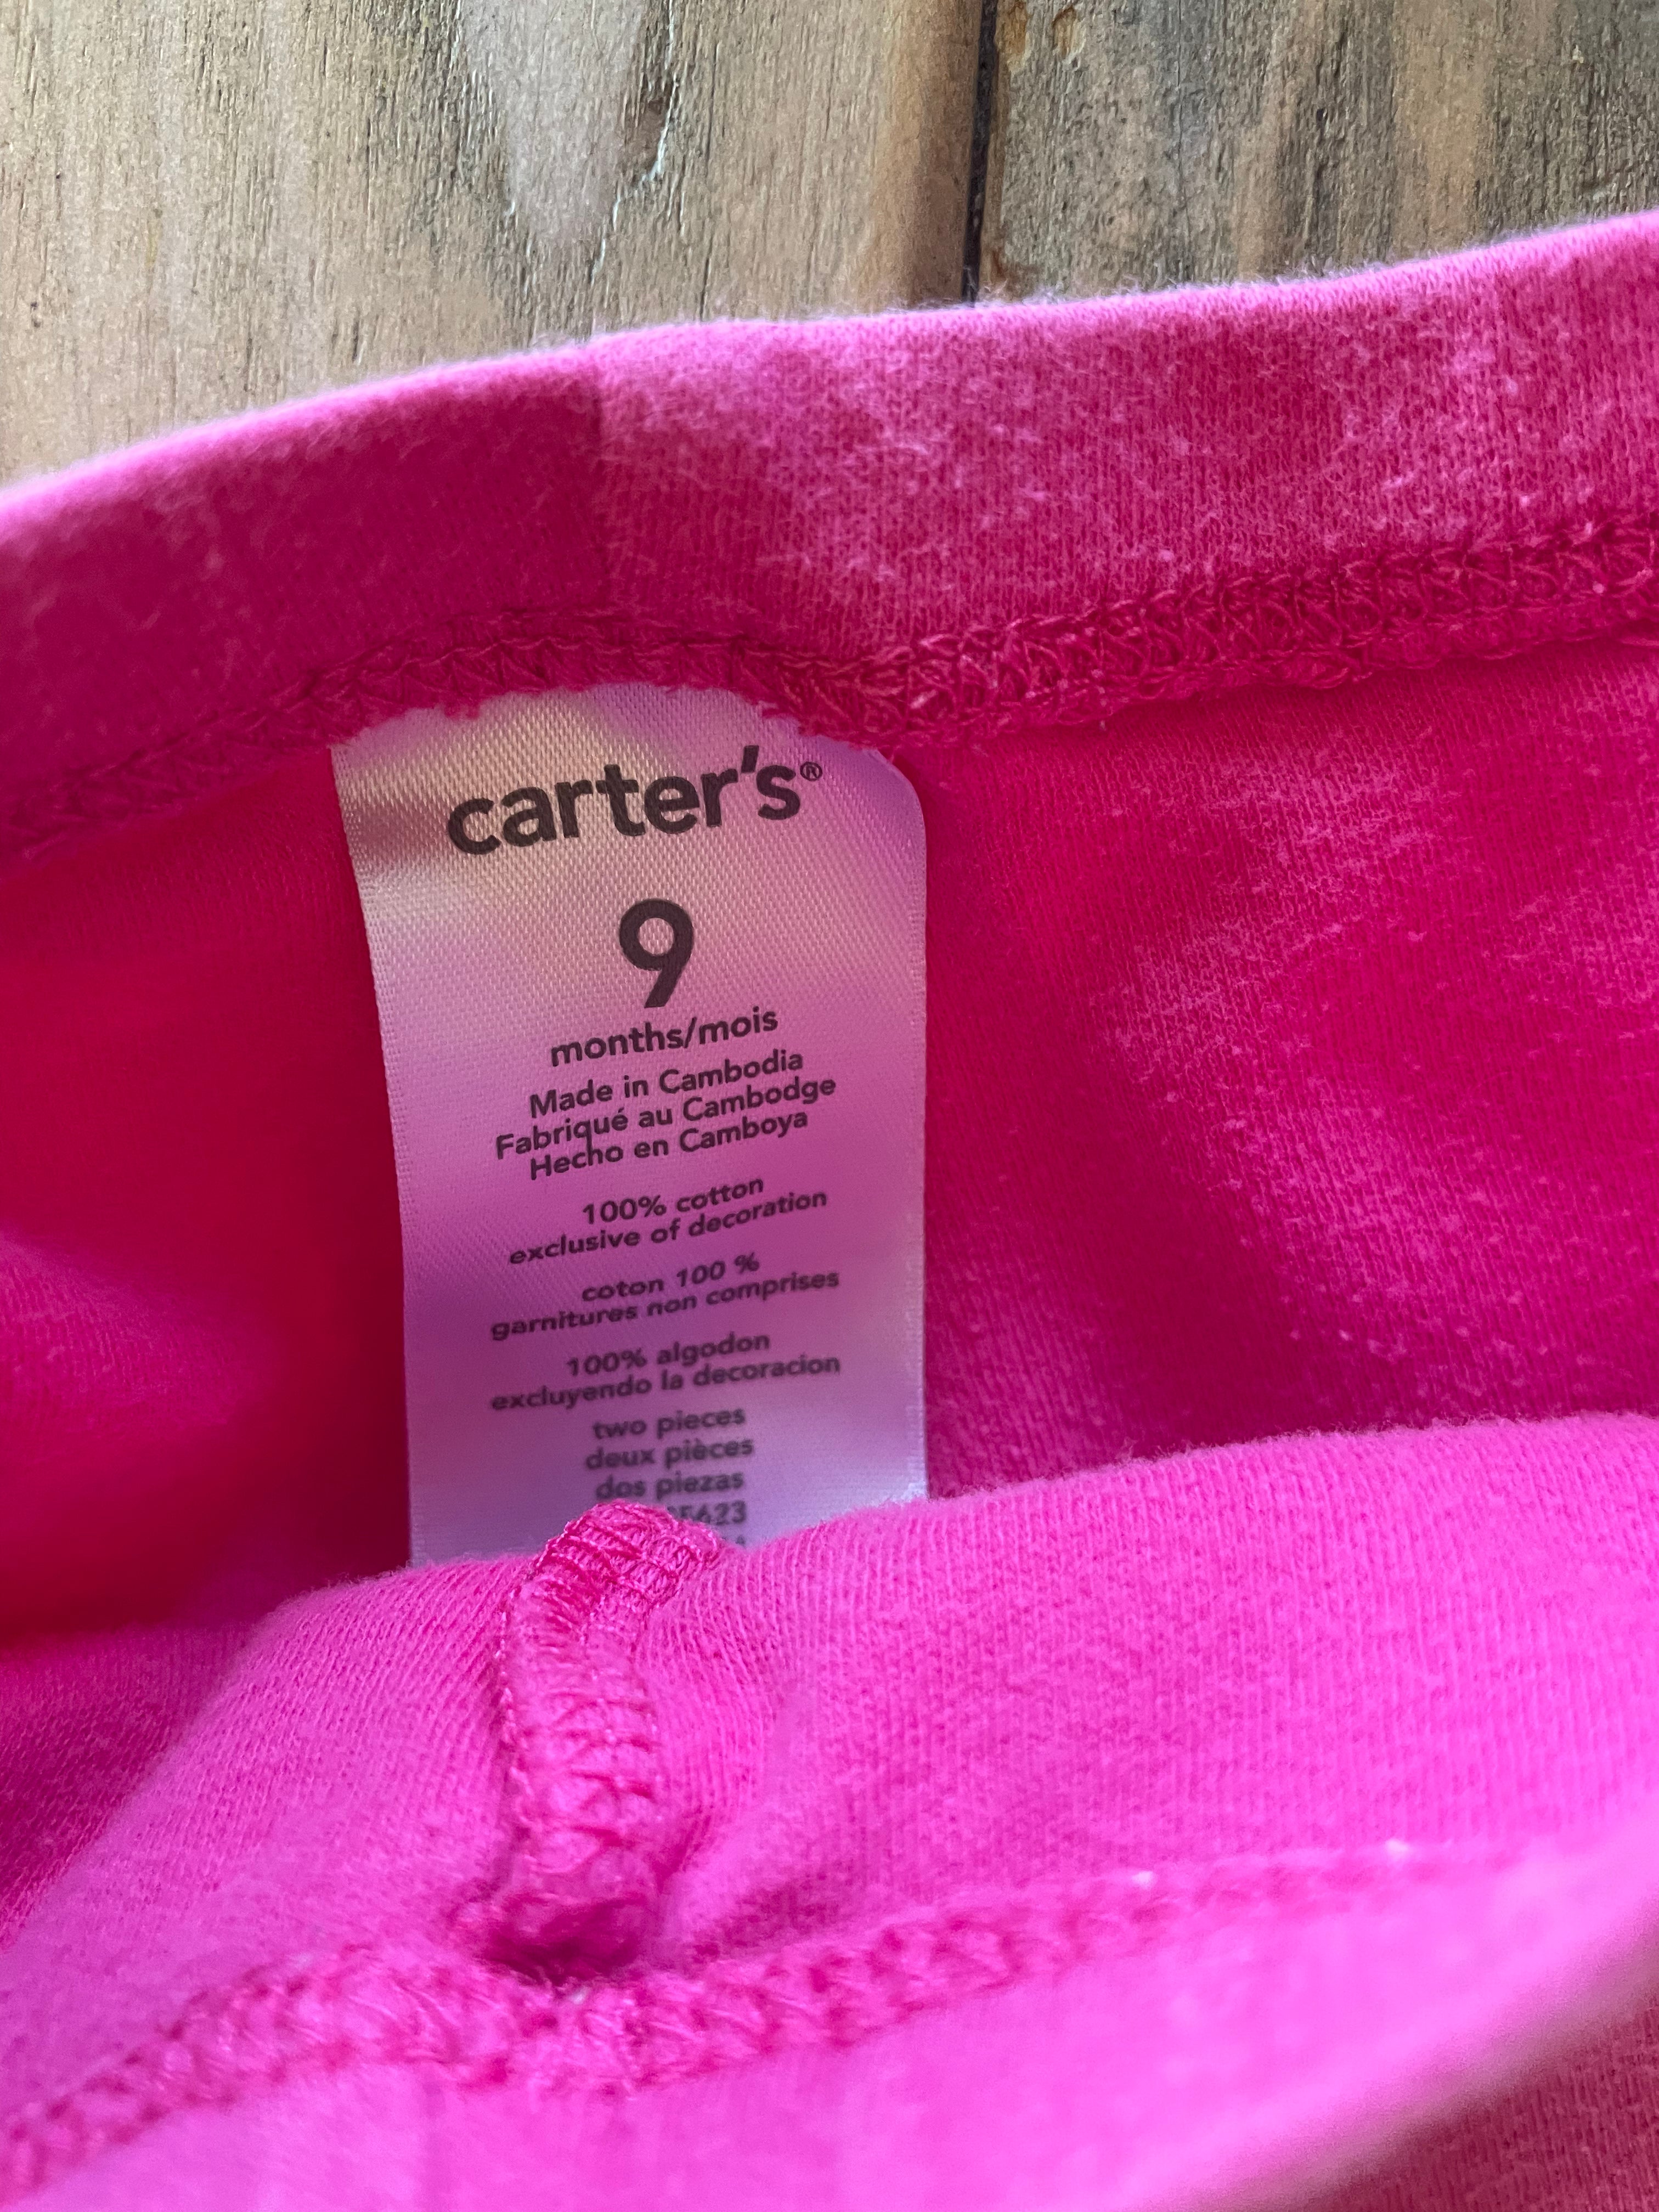 carter's®
9
months/mois
Made in Cambodia
Fabriqué au Cambodge
Hecho en Camboya
100% cotton
exclusive of decoration
coton 100 %
garnitures non comprises
100% algodon
excluyendo la decoracion
two pieces
deux pièces
dos piezas